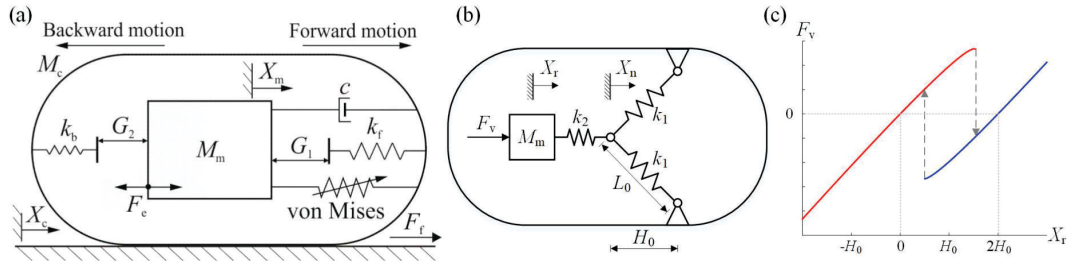 (a)
Backward motion
Forward motion
M_c
X_m
c
k_b
G_2
M_m
G_1
k_f
F_e
von Mises
X_c
F_f
(b)
X_r
X_n
F_v
M_m
k_2
k_1
k_1
L_0
H_0
(c)
F_v
0
-H_0
0
H_0
2H_0
X_r